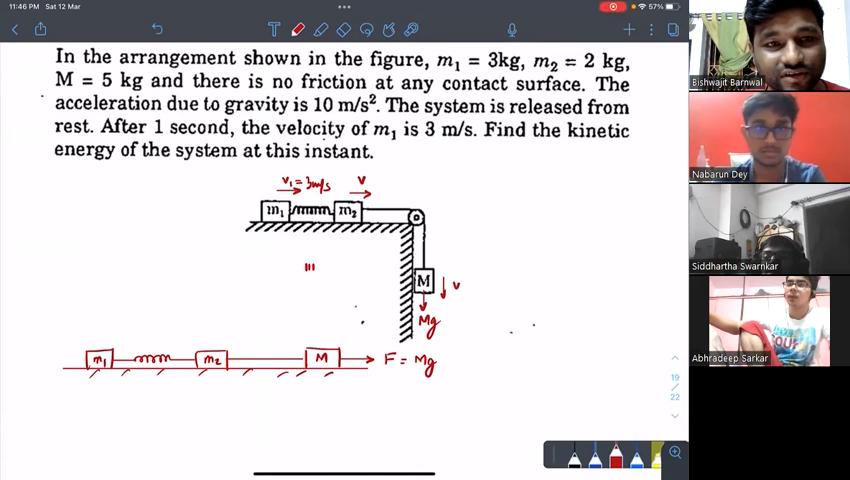 11:46 PM Sat 12 Mar
57%
In the arrangement shown in the figure, m₁ = 3kg, m₂ = 2 kg,
M = 5 kg and there is no friction at any contact surface. The
acceleration due to gravity is 10 m/s². The system is released from
rest. After 1 second, the velocity of m₁ is 3 m/s. Find the kinetic
energy of the system at this instant.
v₁ = 3m/s v
m₁ m₂
M v
Mg
m₁ m₂ M F = Mg
19
/
22
Bishwajit Barnwal
Nabarun Dey
Siddhartha Swarnkar
Abhradeep Sarkar